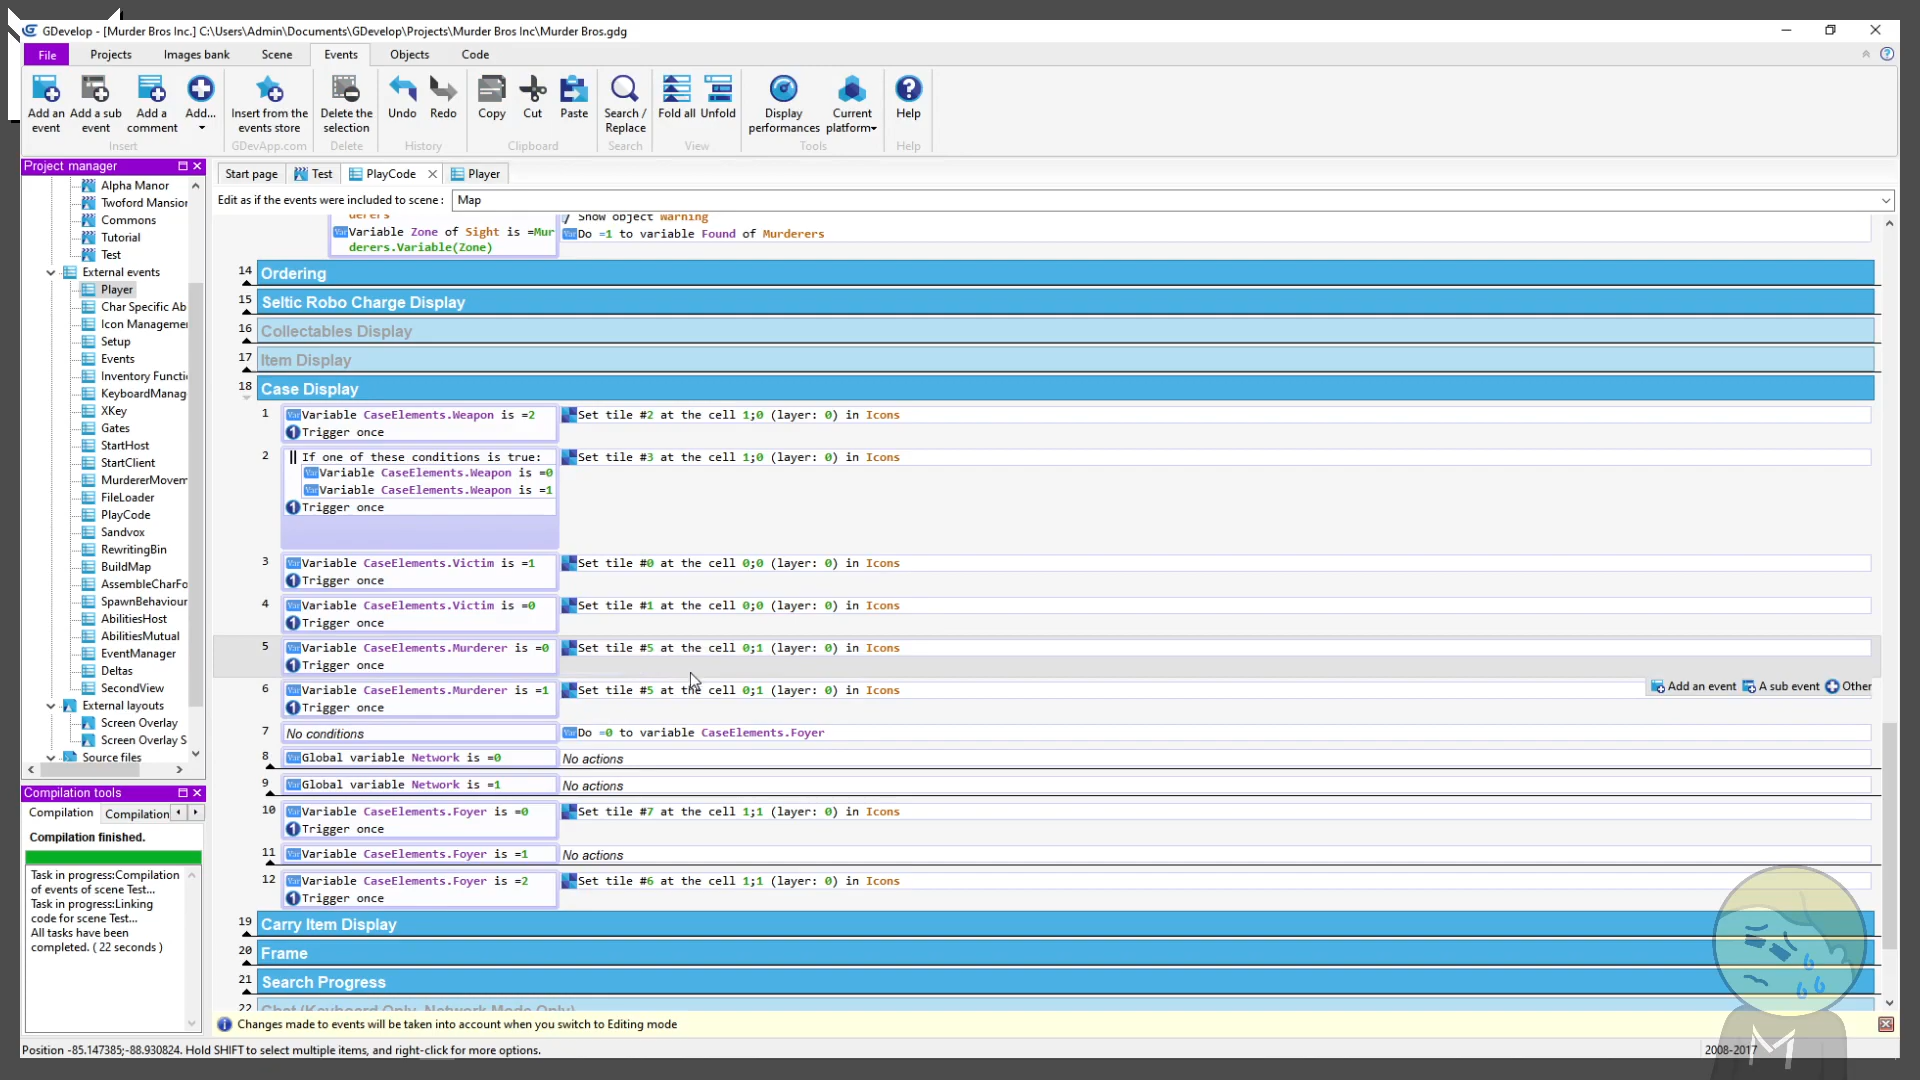 GDevelop - [Murder Bros Inc.] C:\Users\Admin\Documents\GDevelop\Projects\Murder Bros Inc\Murder Bros.gdg
File Projects Images bank Scene Events Objects Code
Add an event
Add a sub event
Add a comment
Add...
Insert from the events store
Delete the selection
Undo
Redo
Copy
Cut
Paste
Search / Replace
Fold all
Unfold
Display performances
Current platform
Help
Insert GDevApp.com Delete History Clipboard Search View Tools Help
Project manager
Alpha Manor
Twoford Mansior
Commons
Tutorial
Test
External events
Player
Char Specific Ab
Icon Manageme
Setup
Events
Inventory Functi
KeyboardManag
XKey
Gates
StartHost
StartClient
MurdererMovem
FileLoader
PlayCode
Sandvox
RewritingBin
BuildMap
AssembleCharFo
SpawnBehaviour
AbilitiesHost
AbilitiesMutual
EventManager
Deltas
SecondView
External layouts
Screen Overlay
Screen Overlay S
Source files
Compilation tools
Compilation Compilation
Compilation finished.
Task in progress:Compilation
of events of scene Test...
Task in progress:Linking
code for scene Test...
All tasks have been
completed. ( 22 seconds )
Start page Test PlayCode Player
Edit as if the events were included to scene : Map
derers Show object Warning
Variable Zone of Sight is =Mur Do =1 to variable Found of Murderers
derers.Variable(Zone)
14 Ordering
15 Seltic Robo Charge Display
16 Collectables Display
17 Item Display
18 Case Display
1 Variable CaseElements.Weapon is =2 Set tile #2 at the cell 1;0 (layer: 0) in Icons
Trigger once
2 If one of these conditions is true: Set tile #3 at the cell 1;0 (layer: 0) in Icons
Variable CaseElements.Weapon is =0
Variable CaseElements.Weapon is =1
Trigger once
3 Variable CaseElements.Victim is =1 Set tile #0 at the cell 0;0 (layer: 0) in Icons
Trigger once
4 Variable CaseElements.Victim is =0 Set tile #1 at the cell 0;0 (layer: 0) in Icons
Trigger once
5 Variable CaseElements.Murderer is =0 Set tile #5 at the cell 0;1 (layer: 0) in Icons
Trigger once
6 Variable CaseElements.Murderer is =1 Set tile #5 at the cell 0;1 (layer: 0) in Icons
Add an event A sub event Other
Trigger once
7 No conditions Do =0 to variable CaseElements.Foyer
8 Global variable Network is =0 No actions
9 Global variable Network is =1 No actions
10 Variable CaseElements.Foyer is =0 Set tile #7 at the cell 1;1 (layer: 0) in Icons
Trigger once
11 Variable CaseElements.Foyer is =1 No actions
12 Variable CaseElements.Foyer is =2 Set tile #6 at the cell 1;1 (layer: 0) in Icons
Trigger once
19 Carry Item Display
20 Frame
21 Search Progress
22 Chat (Keyboard Only, Network Mode Only)
Changes made to events will be taken into account when you switch to Editing mode
Position -85.147385;-88.930824. Hold SHIFT to select multiple items, and right-click for more options.
2008-2017